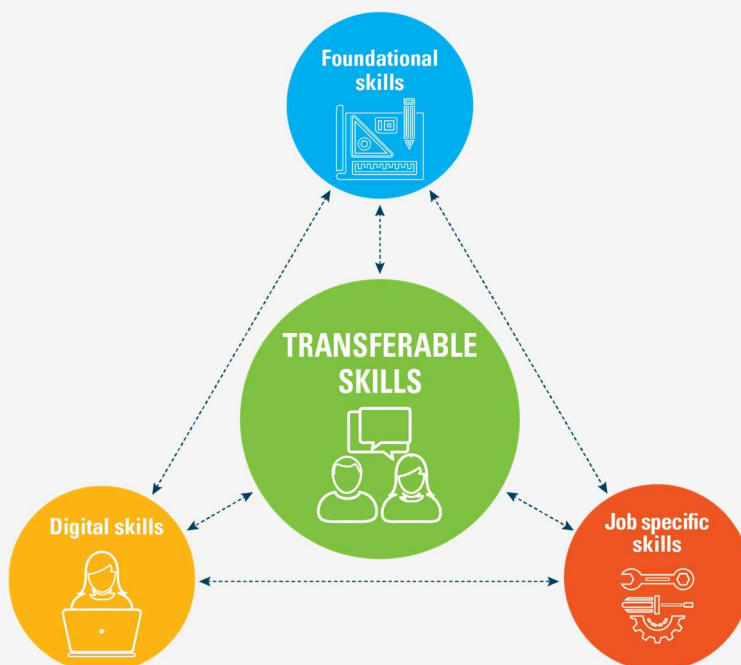 Foundational
skills
TRANSFERABLE
SKILLS
Digital skills
Job specific
skills